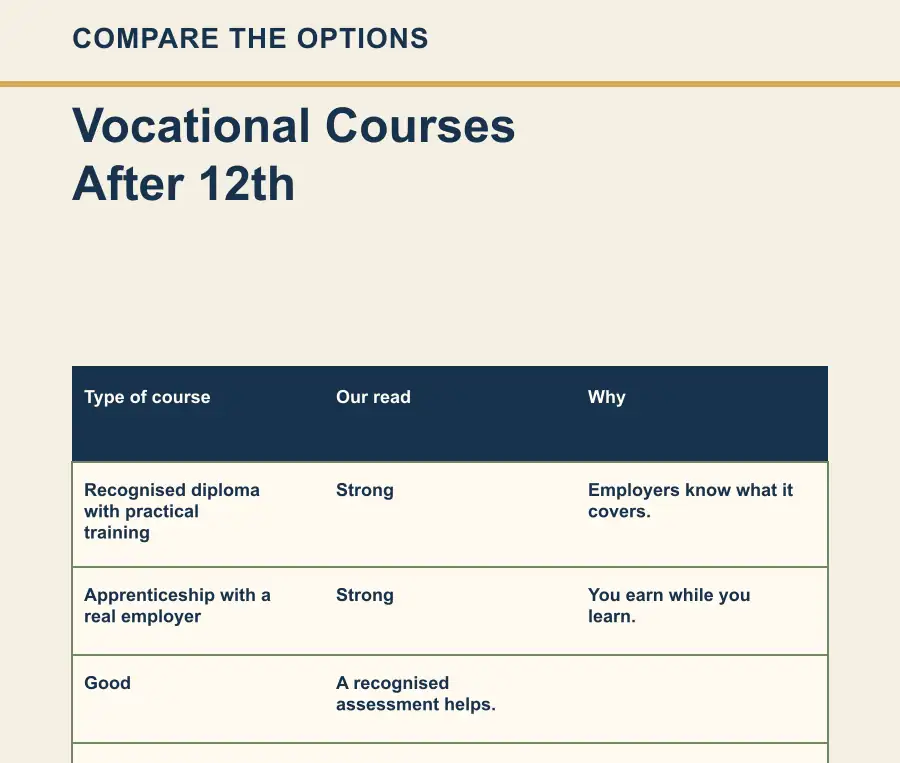 COMPARE THE OPTIONS
Vocational Courses
After 12th
Type of course
Our read
Why
Recognised diploma
with practical
training
Strong
Employers know what it
covers.
Apprenticeship with a
real employer
Strong
You earn while you
learn.
Good
A recognised
assessment helps.